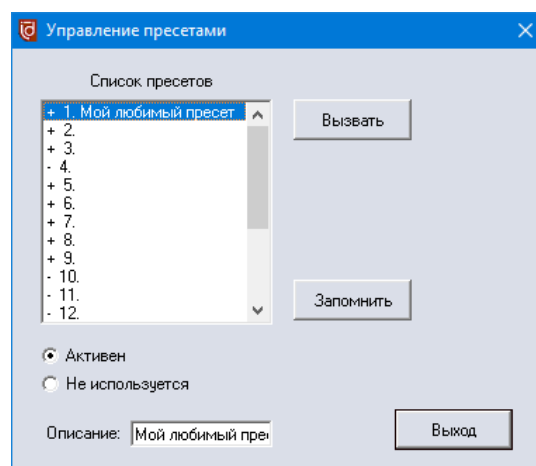 Управление пресетами
Список пресетов
+ 1. Мой любимый пресет
+ 2.
+ 3.
- 4.
+ 5.
+ 6.
+ 7.
+ 8.
+ 9.
- 10.
- 11.
- 12.
Вызвать
Запомнить
Активен
Не используется
Описание: Мой любимый пре
Выход